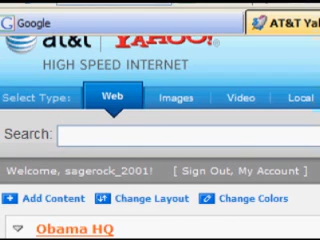 Google
AT&T Ya
at&t YAHOO!
HIGH SPEED INTERNET
Select Type: Web Images Video Local
Search:
Welcome, sagerock_2001! [ Sign Out, My Account ]
Add Content Change Layout Change Colors
Obama HQ